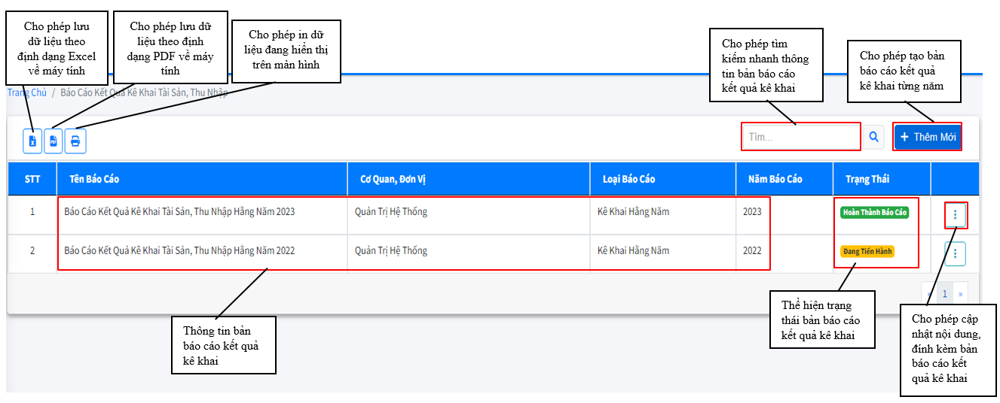 Cho phép lưu
dữ liệu theo
định dạng Excel
về máy tính
Cho phép lưu dữ
liệu theo định
dạng PDF về máy
tính
Cho phép in dữ
liệu đang hiển thị
trên màn hình
Cho phép tìm
kiếm nhanh thông
tin bản báo cáo
kết quả kê khai
Cho phép tạo bản
báo cáo kết quả
kê khai từng năm
Trang Chủ / Báo Cáo Kết Quả Kê Khai Tài Sản, Thu Nhập
Tìm...
+ Thêm Mới
STT Tên Báo Cáo Cơ Quan, Đơn Vị Loại Báo Cáo Năm Báo Cáo Trạng Thái
1 Báo Cáo Kết Quả Kê Khai Tài Sản, Thu Nhập Hằng Năm 2023 Quản Trị Hệ Thống Kê Khai Hằng Năm 2023 Hoàn Thành Báo Cáo
2 Báo Cáo Kết Quả Kê Khai Tài Sản, Thu Nhập Hằng Năm 2022 Quản Trị Hệ Thống Kê Khai Hằng Năm 2022 Đang Tiến Hành
« 1 »
Thông tin bản
báo cáo kết quả
kê khai
Thể hiện trạng
thái bản báo cáo
kết quả kê khai
Cho phép cập
nhật nội dung,
đính kèm bản
báo cáo kết
quả kê khai